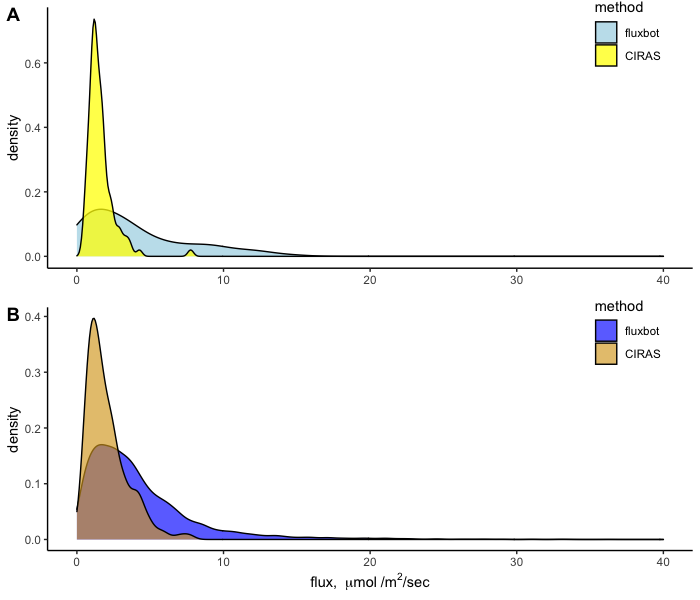 A
method
fluxbot
CIRAS
density
0.6
0.4
0.2
0.0
0 10 20 30 40
B
method
fluxbot
CIRAS
density
0.4
0.3
0.2
0.1
0.0
0 10 20 30 40
flux, μmol /m²/sec